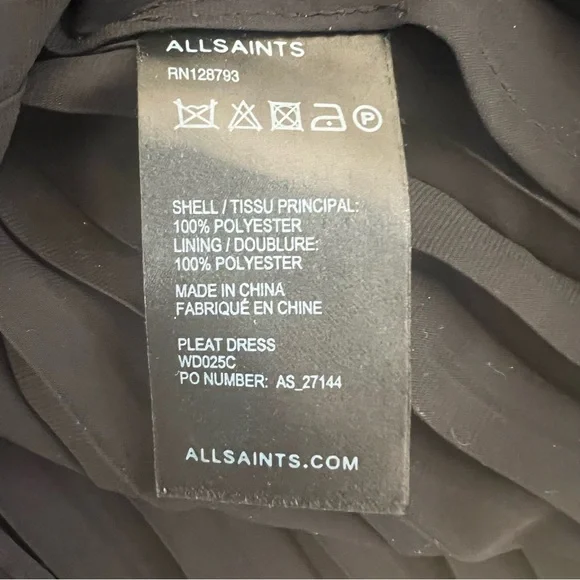 ALLSAINTS
RN128793
P
SHELL / TISSU PRINCIPAL:
100% POLYESTER
LINING / DOUBLURE:
100% POLYESTER
MADE IN CHINA
FABRIQUÉ EN CHINE
PLEAT DRESS
WD025C
PO NUMBER: AS_27144
ALLSAINTS.COM